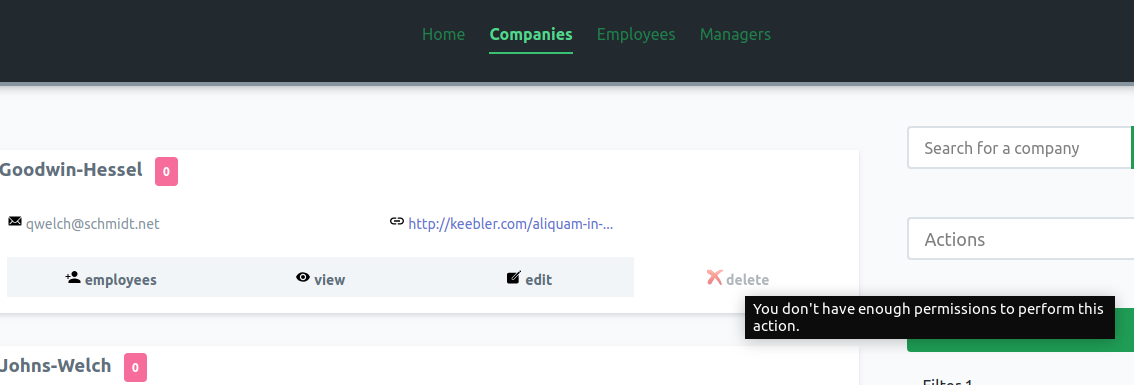 Home Companies Employees Managers
Search for a company
Goodwin-Hessel 0
qwelch@schmidt.net http://keebler.com/aliquam-in-...
Actions
employees view edit delete
You don't have enough permissions to perform this
action.
Johns-Welch 0
Filter 1